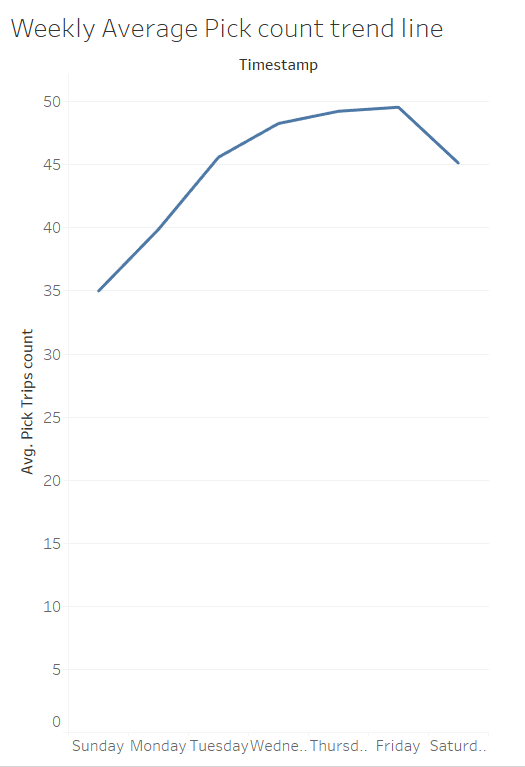 Weekly Average Pick count trend line
Timestamp
50
45
40
35
30
25
20
15
10
5
0
Avg. Pick Trips count
Sunday Monday Tuesday Wedne.. Thursd.. Friday Saturd..